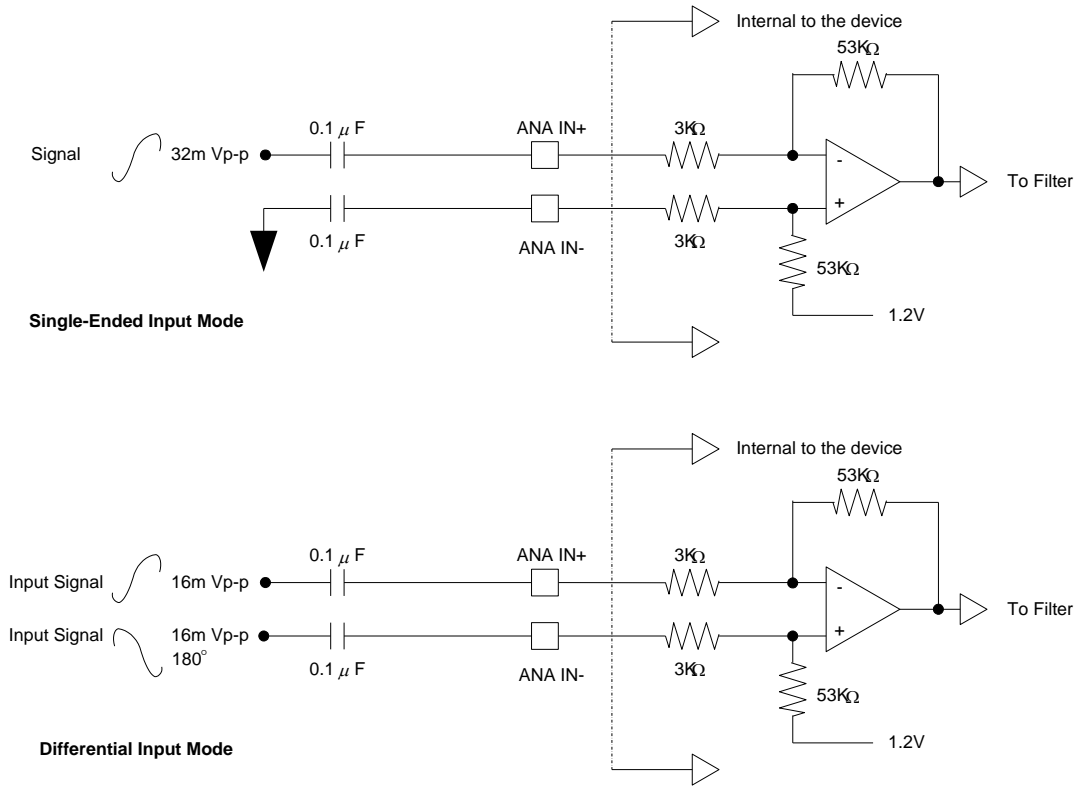 Internal to the device
53KΩ
0.1 μ F
ANA IN+
3KΩ
Signal
32m Vp-p
-
+
To Filter
0.1 μ F
ANA IN-
3KΩ
53KΩ
1.2V
Single-Ended Input Mode
Internal to the device
53KΩ
0.1 μ F
ANA IN+
3KΩ
Input Signal
16m Vp-p
-
+
To Filter
Input Signal
16m Vp-p
180°
0.1 μ F
ANA IN-
3KΩ
53KΩ
1.2V
Differential Input Mode